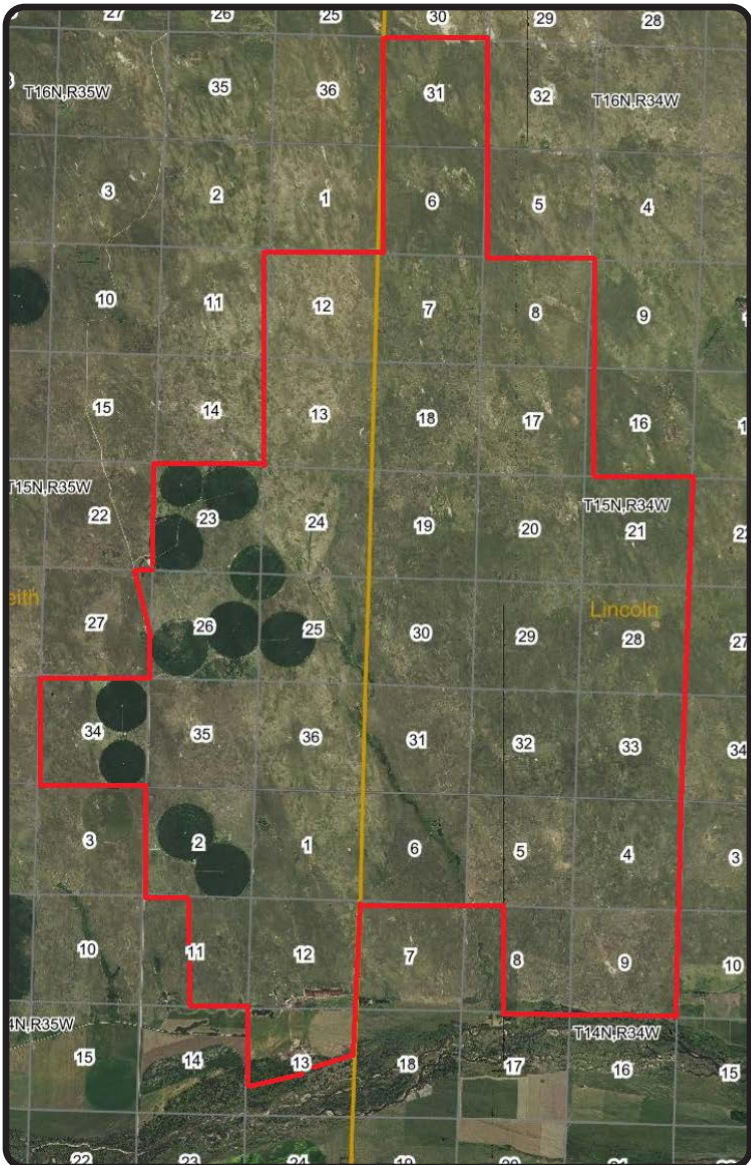 27 26 25 30 29 28
T16N,R35W 35 36 31 32 T16N,R34W
3 2 1 6 5 4
10 11 12 7 8 9
15 14 13 18 17 16
T15N,R35W T15N,R34W
22 23 24 19 20 21
eith Lincoln
27 26 25 30 29 28 27
34 35 36 31 32 33 34
3 2 1 6 5 4 3
10 11 12 7 8 9 10
4N,R35W T14N,R34W
15 14 13 18 17 16 15
22 23 24 19